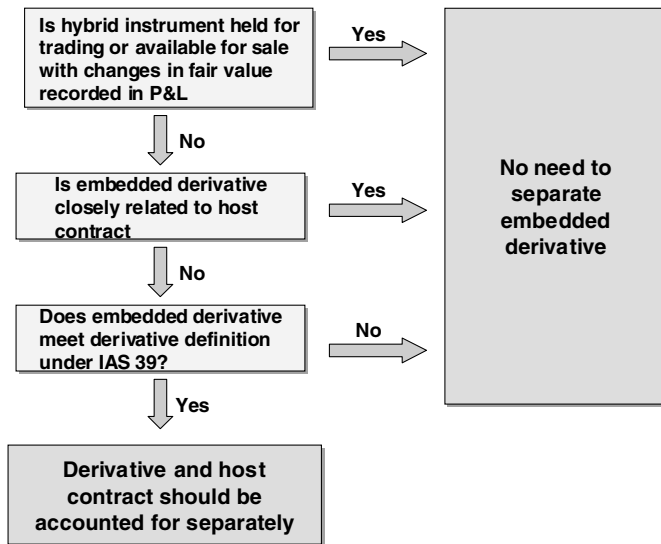 Is hybrid instrument held for
trading or available for sale
with changes in fair value
recorded in P&L
Yes
No
Is embedded derivative
closely related to host
contract
Yes
No
Does embedded derivative
meet derivative definition
under IAS 39?
No
Yes
Derivative and host
contract should be
accounted for separately
No need to
separate
embedded
derivative